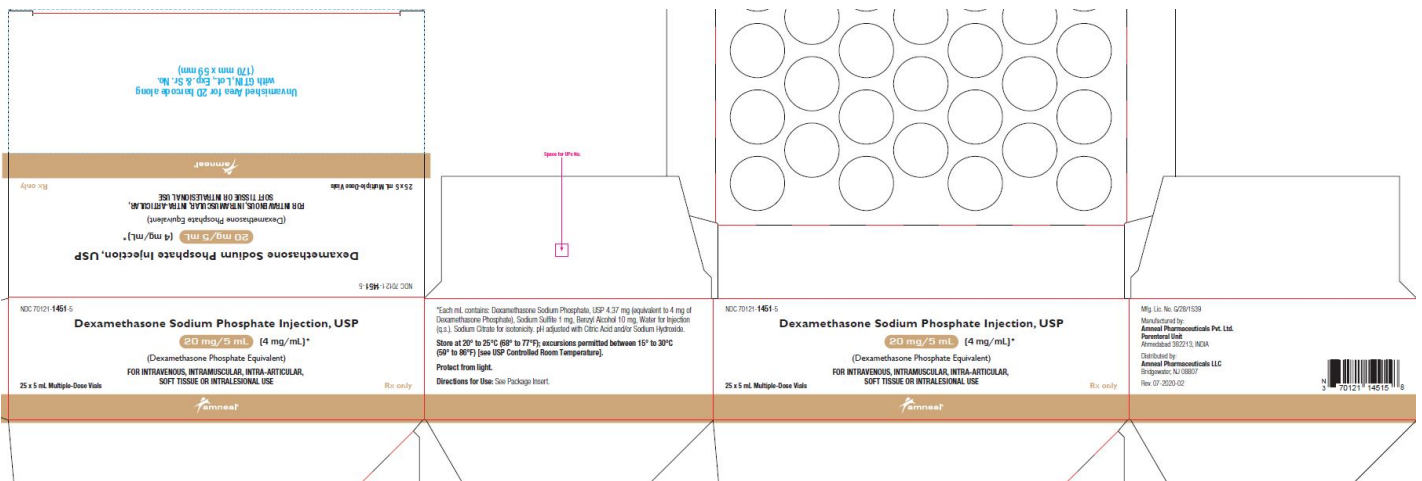 Unvarnished Area for 2D barcode along
with GTIN, Lot., Exp. & Sr. No.
(170 mm x 59 mm)
amneal
NDC 70121-1451-5
Dexamethasone Sodium Phosphate Injection, USP
20 mg/5 mL (4 mg/mL)*
(Dexamethasone Phosphate Equivalent)
FOR INTRAVENOUS, INTRAMUSCULAR, INTRA-ARTICULAR,
SOFT TISSUE OR INTRALESIONAL USE
25 x 5 mL Multiple-Dose Vials
Rx only
Space for UPs No.
NDC 70121-1451-5
Dexamethasone Sodium Phosphate Injection, USP
20 mg/5 mL (4 mg/mL)*
(Dexamethasone Phosphate Equivalent)
FOR INTRAVENOUS, INTRAMUSCULAR, INTRA-ARTICULAR,
SOFT TISSUE OR INTRALESIONAL USE
25 x 5 mL Multiple-Dose Vials
Rx only
amneal
*Each mL contains: Dexamethasone Sodium Phosphate, USP 4.37 mg (equivalent to 4 mg of
Dexamethasone Phosphate), Sodium Sulfite 1 mg, Benzyl Alcohol 10 mg, Water for Injection
(q.s.). Sodium Citrate for isotonicity. pH adjusted with Citric Acid and/or Sodium Hydroxide.
Store at 20° to 25°C (68° to 77°F); excursions permitted between 15° to 30°C
(59° to 86°F) [see USP Controlled Room Temperature].
Protect from light.
Directions for Use: See Package Insert.
NDC 70121-1451-5
Dexamethasone Sodium Phosphate Injection, USP
20 mg/5 mL (4 mg/mL)*
(Dexamethasone Phosphate Equivalent)
FOR INTRAVENOUS, INTRAMUSCULAR, INTRA-ARTICULAR,
SOFT TISSUE OR INTRALESIONAL USE
25 x 5 mL Multiple-Dose Vials
Rx only
amneal
Mfg. Lic. No. G/28/1539
Manufactured by:
Amneal Pharmaceuticals Pvt. Ltd.
Parenteral Unit
Ahmedabad 382213, INDIA
Distributed by:
Amneal Pharmaceuticals LLC
Bridgewater, NJ 08807
Rev. 07-2020-02
N
3 70121 14515 8